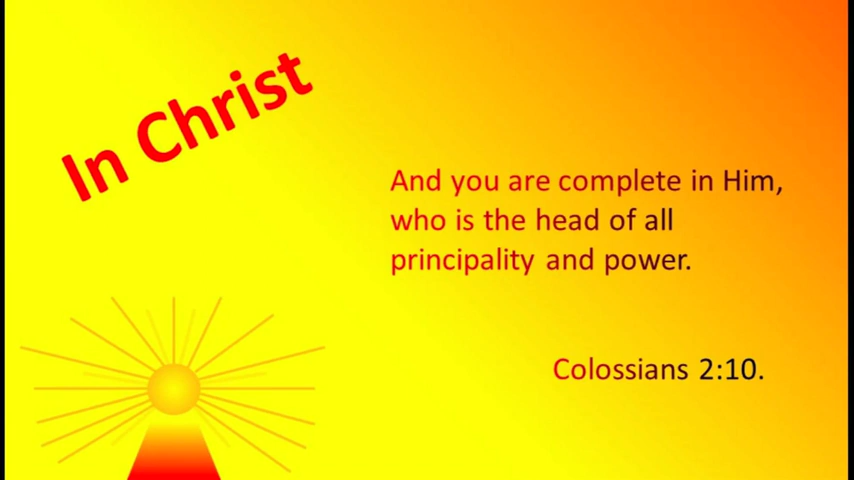 In Christ
And you are complete in Him,
who is the head of all
principality and power.
Colossians 2:10.